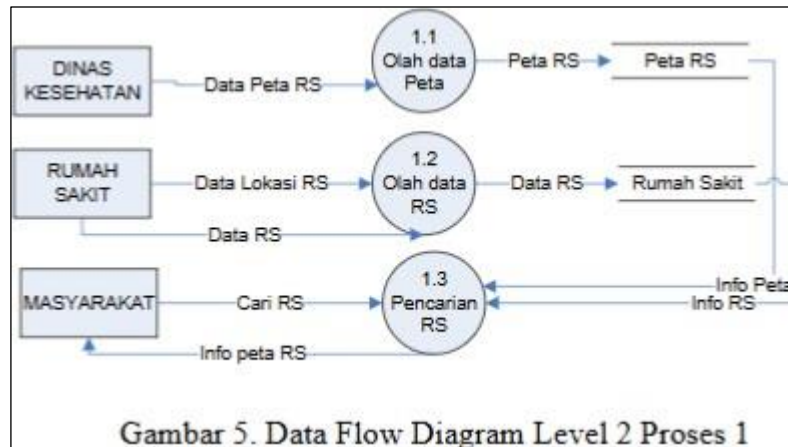 DINAS
KESEHATAN
Data Peta RS
1.1
Olah data
Peta
Peta RS
Peta RS
RUMAH
SAKIT
Data Lokasi RS
Data RS
1.2
Olah data
RS
Data RS
Rumah Sakit
MASYARAKAT
Cari RS
Info peta RS
1.3
Pencarian
RS
Info Peta
Info RS
Gambar 5. Data Flow Diagram Level 2 Proses 1